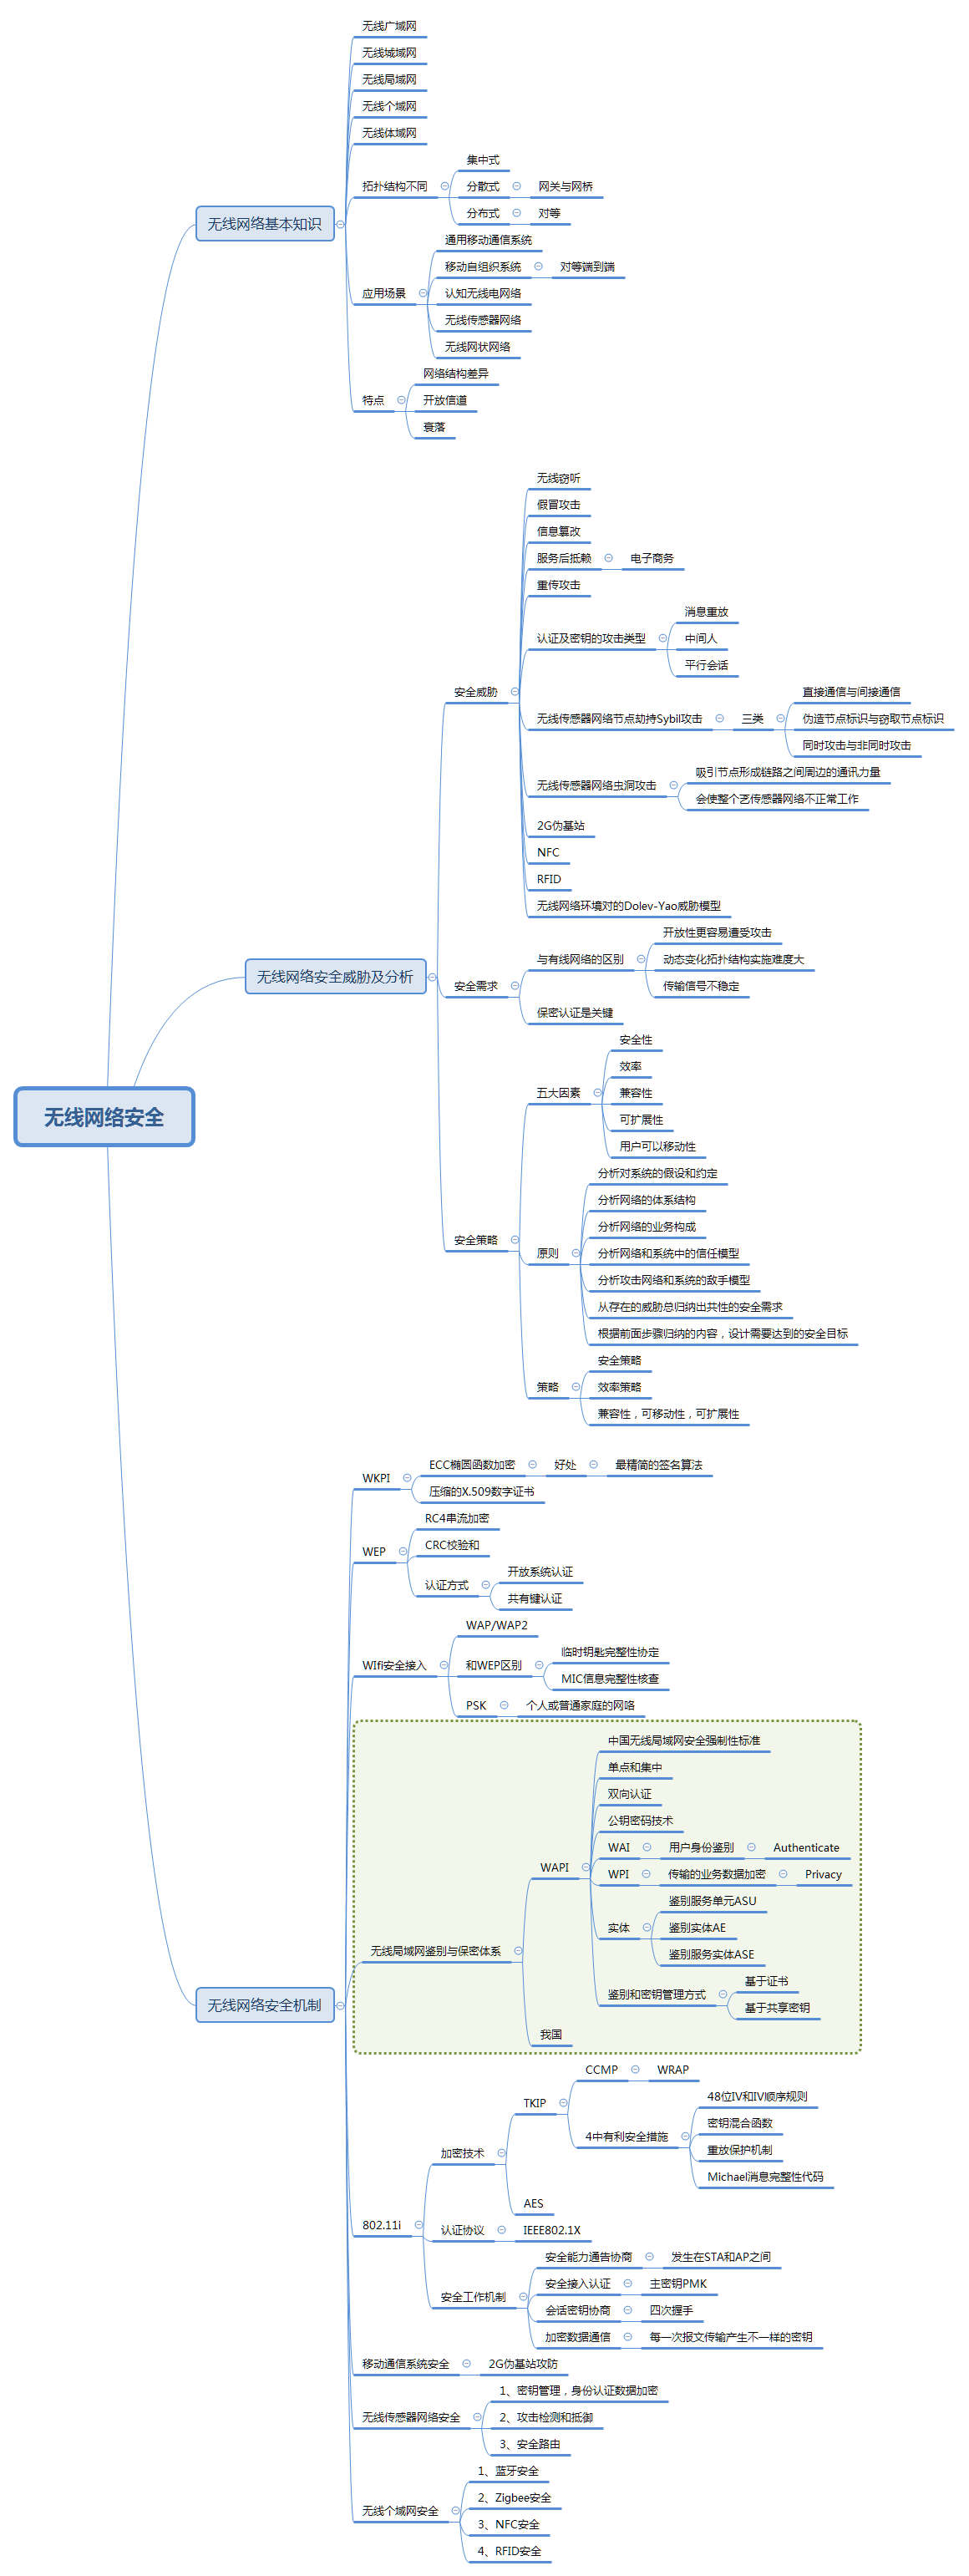 无线网络安全
无线网络基本知识
无线广域网
无线城域网
无线局域网
无线个域网
无线体域网
拓扑结构不同
集中式
分散式
网关与网桥
分布式
对等
应用场景
通用移动通信系统
移动自组织系统
对等端到端
认知无线电网络
无线传感器网络
无线网状网络
特点
网络结构差异
开放信道
衰落
无线网络安全威胁及分析
安全威胁
无线窃听
假冒攻击
信息篡改
服务后抵赖
电子商务
重传攻击
认证及密钥的攻击类型
消息重放
中间人
平行会话
无线传感器网络节点劫持Sybil攻击
三类
直接通信与间接通信
伪造节点标识与窃取节点标识
同时攻击与非同时攻击
无线传感器网络虫洞攻击
吸引节点形成链路之间周边的通讯力量
会使整个艺传感器网络不正常工作
2G伪基站
NFC
RFID
无线网络环境对的Dolev-Yao威胁模型
安全需求
与有线网络的区别
开放性更容易遭受攻击
动态变化拓扑结构实施难度大
传输信号不稳定
保密认证是关键
安全策略
五大因素
安全性
效率
兼容性
可扩展性
用户可以移动性
原则
分析对系统的假设和约定
分析网络的体系结构
分析网络的业务构成
分析网络和系统中的信任模型
分析攻击网络和系统的敌手模型
从存在的威胁总归纳出共性的安全需求
根据前面步骤归纳的内容，设计需要达到的安全目标
策略
安全策略
效率策略
兼容性，可移动性，可扩展性
无线网络安全机制
WKPI
ECC椭圆函数加密
好处
最精简的签名算法
压缩的X.509数字证书
WEP
RC4串流加密
CRC校验和
认证方式
开放系统认证
共有键认证
WIfi安全接入
WAP/WAP2
和WEP区别
临时钥匙完整性协定
MIC信息完整性核查
PSK
个人或普通家庭的网咯
无线局域网鉴别与保密体系
WAPI
中国无线局域网安全强制性标准
单点和集中
双向认证
公钥密码技术
WAI
用户身份鉴别
Authenticate
WPI
传输的业务数据加密
Privacy
实体
鉴别服务单元ASU
鉴别实体AE
鉴别服务实体ASE
鉴别和密钥管理方式
基于证书
基于共享密钥
我国
802.11i
加密技术
TKIP
CCMP
WRAP
4中有利安全措施
48位IV和IV顺序规则
密钥混合函数
重放保护机制
Michael消息完整性代码
AES
认证协议
IEEE802.1X
安全工作机制
安全能力通告协商
发生在STA和AP之间
安全接入认证
主密钥PMK
会话密钥协商
四次握手
加密数据通信
每一次报文传输产生不一样的密钥
移动通信系统安全
2G伪基站攻防
无线传感器网络安全
1、密钥管理，身份认证数据加密
2、攻击检测和抵御
3、安全路由
无线个域网安全
1、蓝牙安全
2、Zigbee安全
3、NFC安全
4、RFID安全